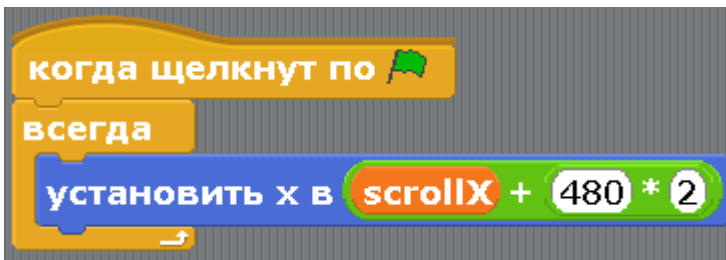 когда щелкнут по
всегда
установить x в scrollX + 480 * 2